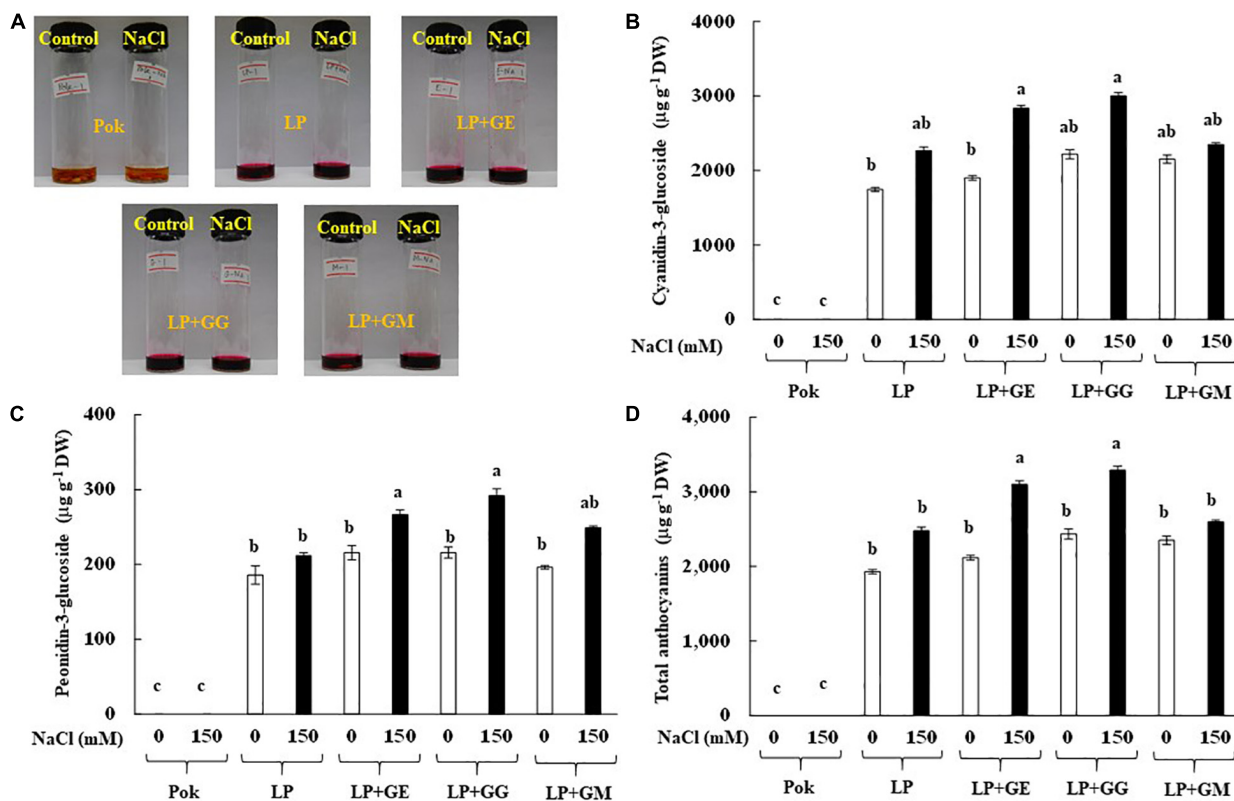 A
Control NaCl
Pok
Control NaCl
LP
Control NaCl
E-1
LP+GE
Control NaCl
G-1
LP+GG
Control NaCl
M-1
LP+GM
B
Cyanidin-3-glucoside (µg g-1 DW)
4000
3000
2000
1000
0
c c b ab b a ab a ab ab
NaCl (mM) 0 150 0 150 0 150 0 150 0 150
Pok LP LP+GE LP+GG LP+GM
C
Peonidin-3-glucoside (µg g-1 DW)
400
300
200
100
0
c c b b b a b a b ab
NaCl (mM) 0 150 0 150 0 150 0 150 0 150
Pok LP LP+GE LP+GG LP+GM
D
Total anthocyanins (µg g-1 DW)
4,000
3,000
2,000
1,000
0
c c b b b a b a b b
NaCl (mM) 0 150 0 150 0 150 0 150 0 150
Pok LP LP+GE LP+GG LP+GM